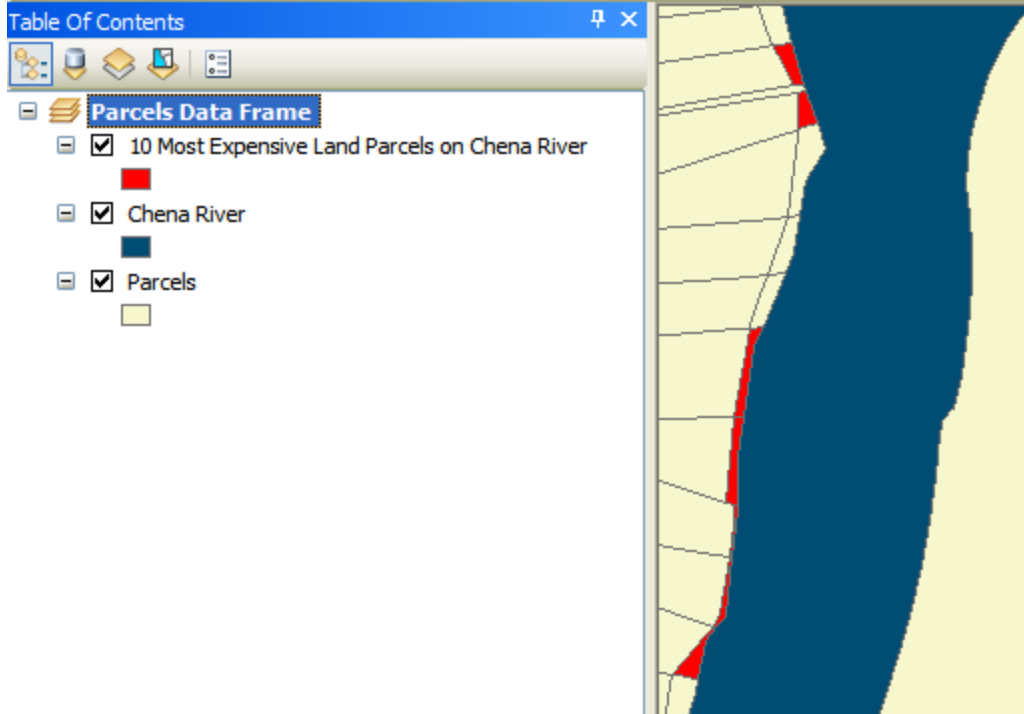 Table Of Contents
Parcels Data Frame
10 Most Expensive Land Parcels on Chena River
Chena River
Parcels